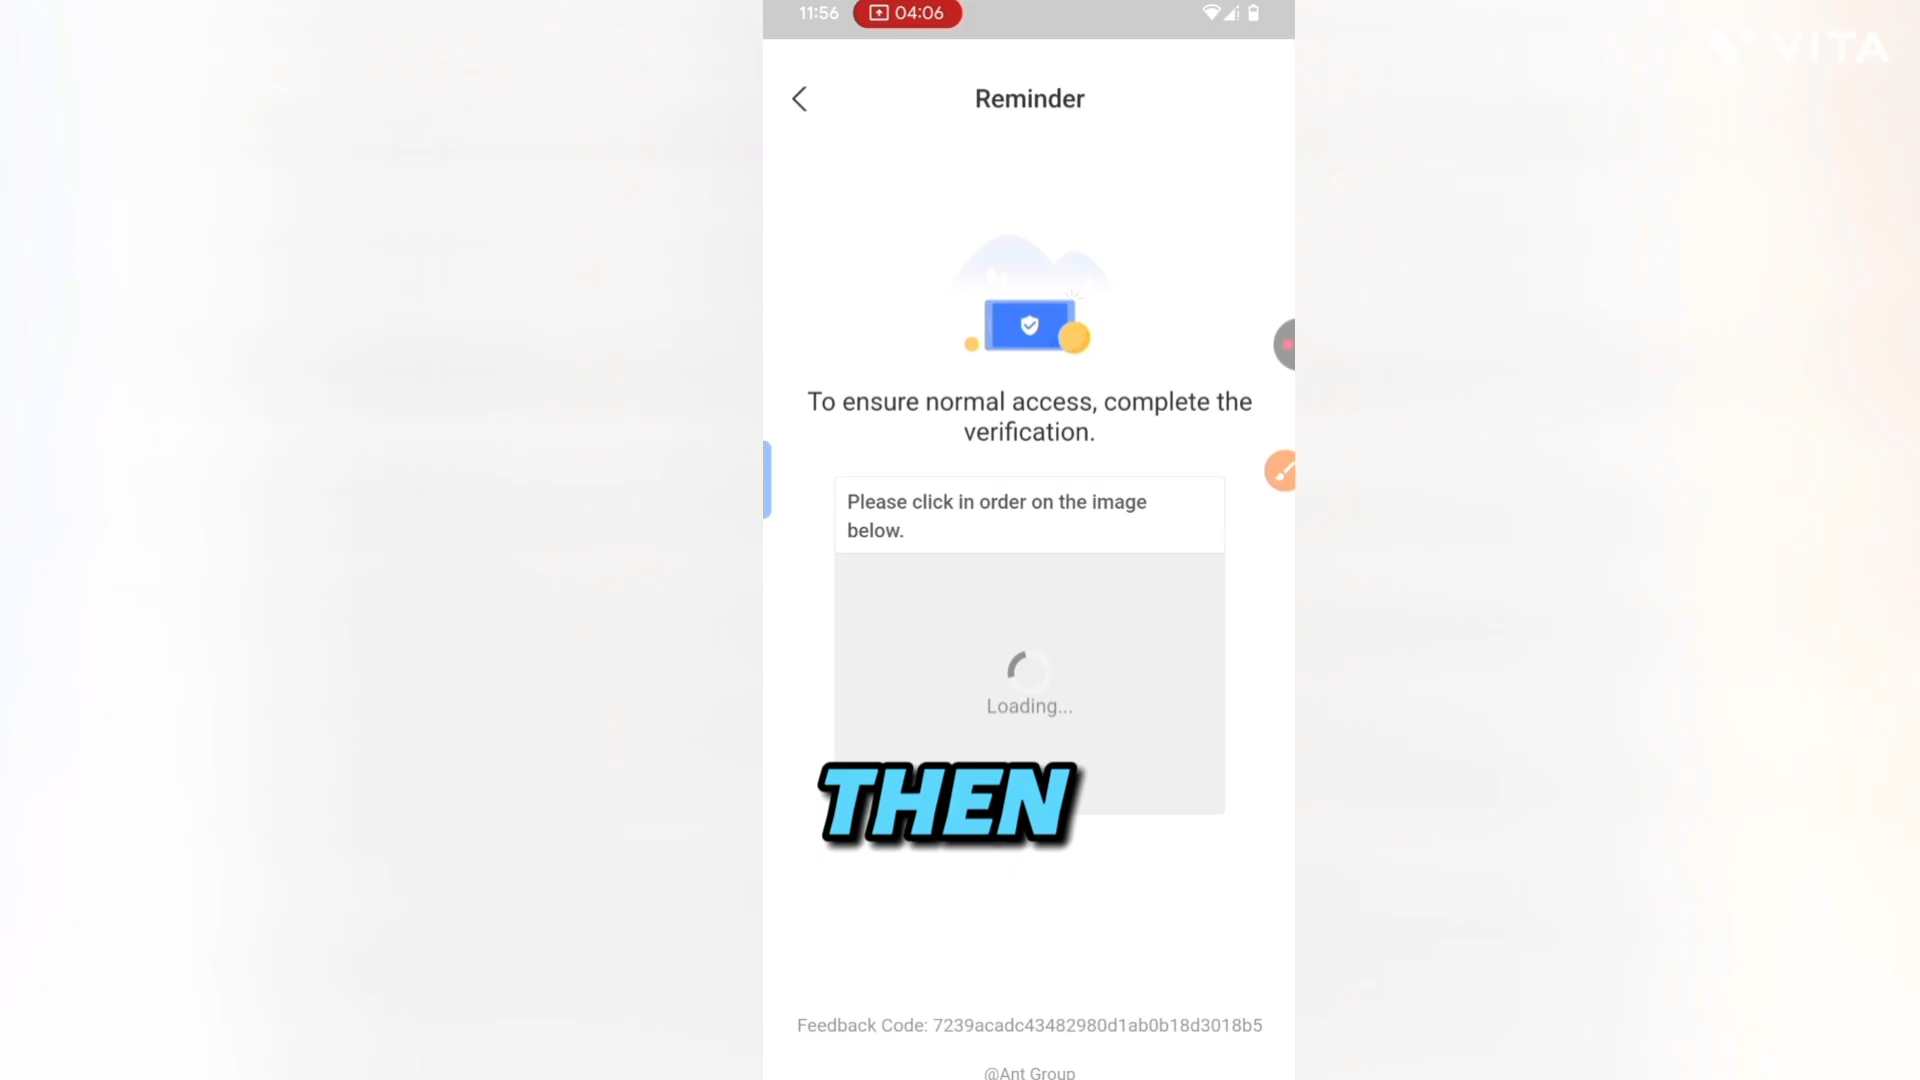 11:56 04:06
VITA
Reminder
To ensure normal access, complete the
verification.
Please click in order on the image
below.
Loading...
THEN
Feedback Code: 7239acadc43482980d1ab0b18d3018b5
@Ant Group